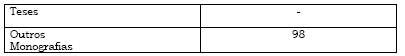 Teses -
Outros 98
Monografias